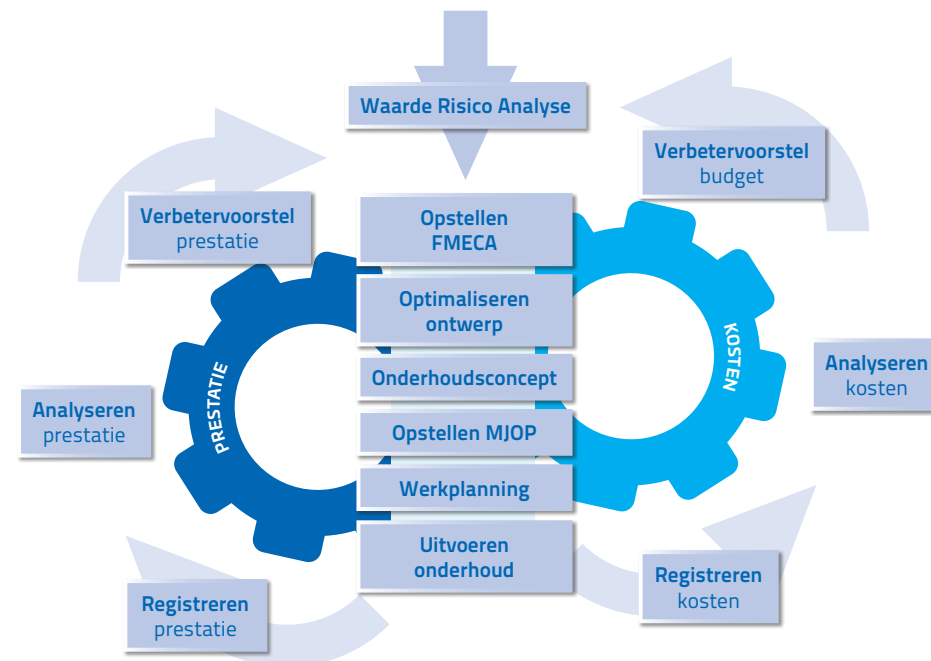 Waarde Risico Analyse
Verbetervoorstel
budget
Verbetervoorstel
prestatie
Opstellen
FMECA
Optimaliseren
ontwerp
PRESTATIE
KOSTEN
Onderhoudsconcept
Analyseren
kosten
Analyseren
prestatie
Opstellen MJOP
Werkplanning
Uitvoeren
onderhoud
Registreren
kosten
Registreren
prestatie